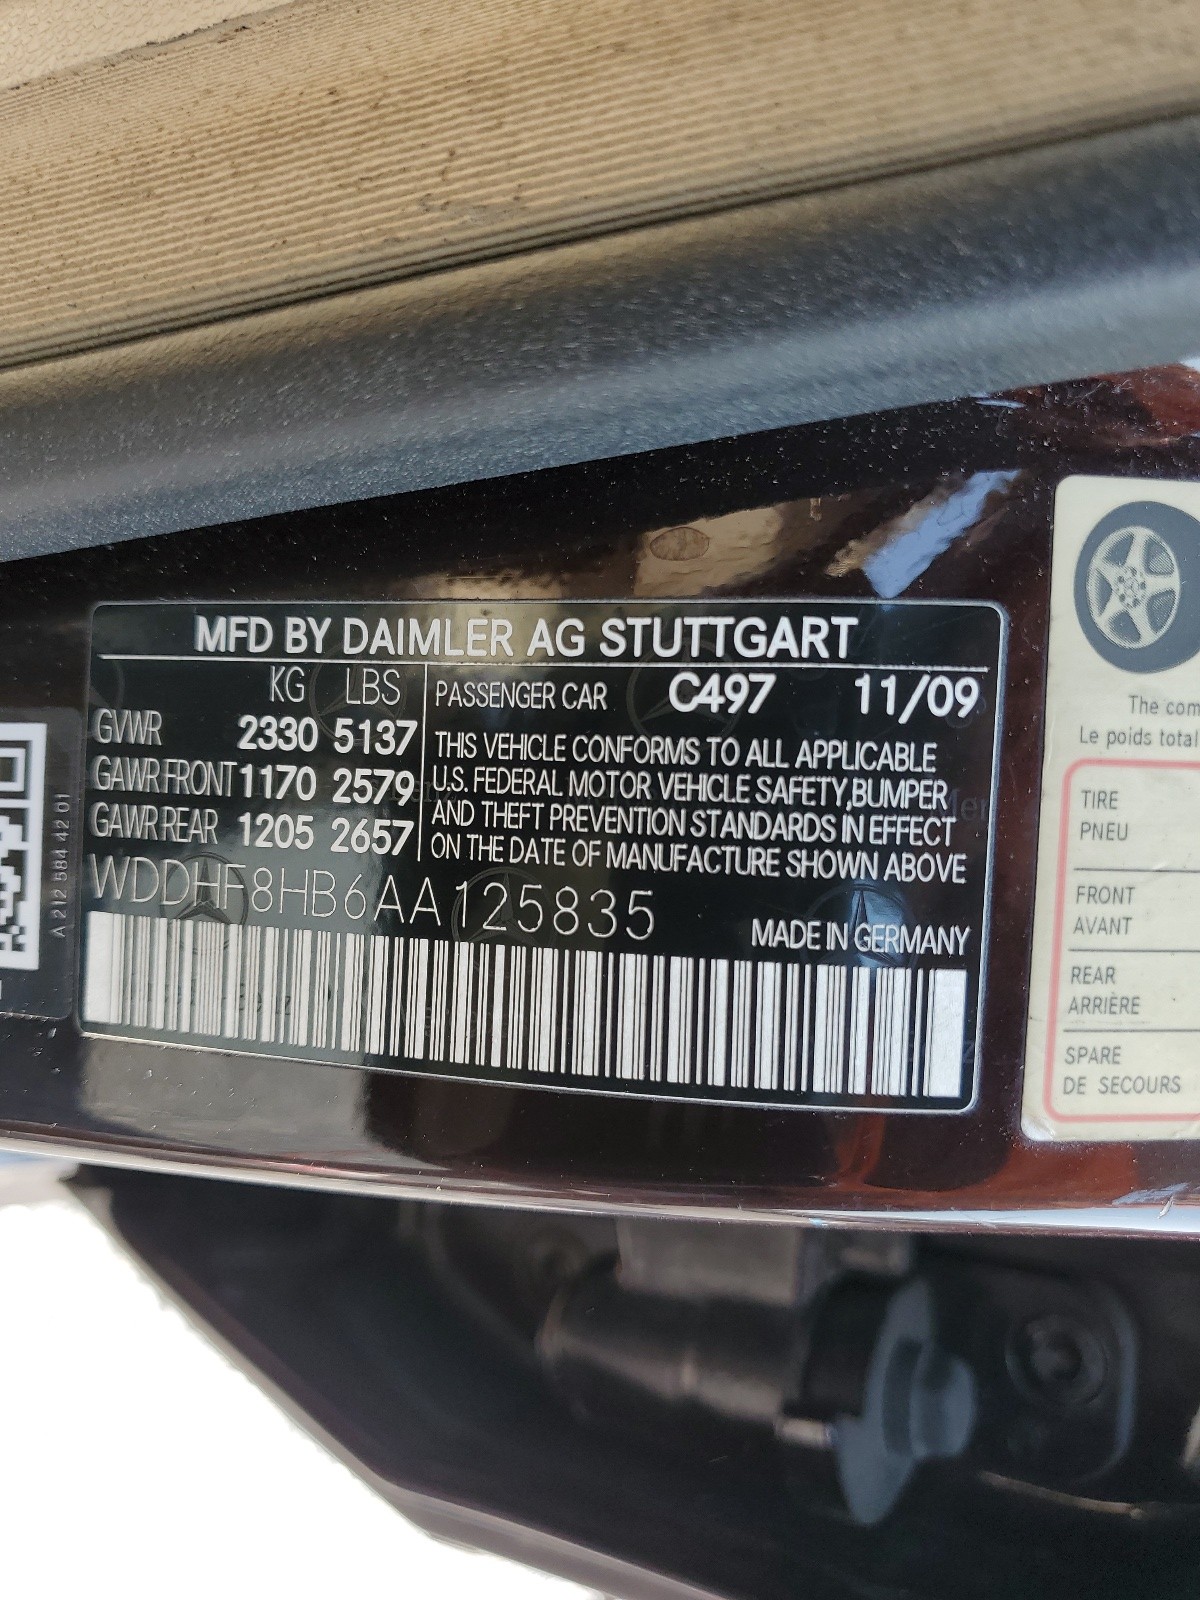 MFD BY DAIMLER AG STUTTGART
KG LBS
GVWR 2330 5137
GAWR FRONT 1170 2579
GAWR REAR 1205 2657
PASSENGER CAR C497 11/09
THIS VEHICLE CONFORMS TO ALL APPLICABLE
U.S. FEDERAL MOTOR VEHICLE SAFETY,BUMPER
AND THEFT PREVENTION STANDARDS IN EFFECT
ON THE DATE OF MANUFACTURE SHOWN ABOVE
WDDHF8HB6AA125835
MADE IN GERMANY
A 212 584 42 01
The com
Le poids total
TIRE
PNEU
FRONT
AVANT
REAR
ARRIÈRE
SPARE
DE SECOURS